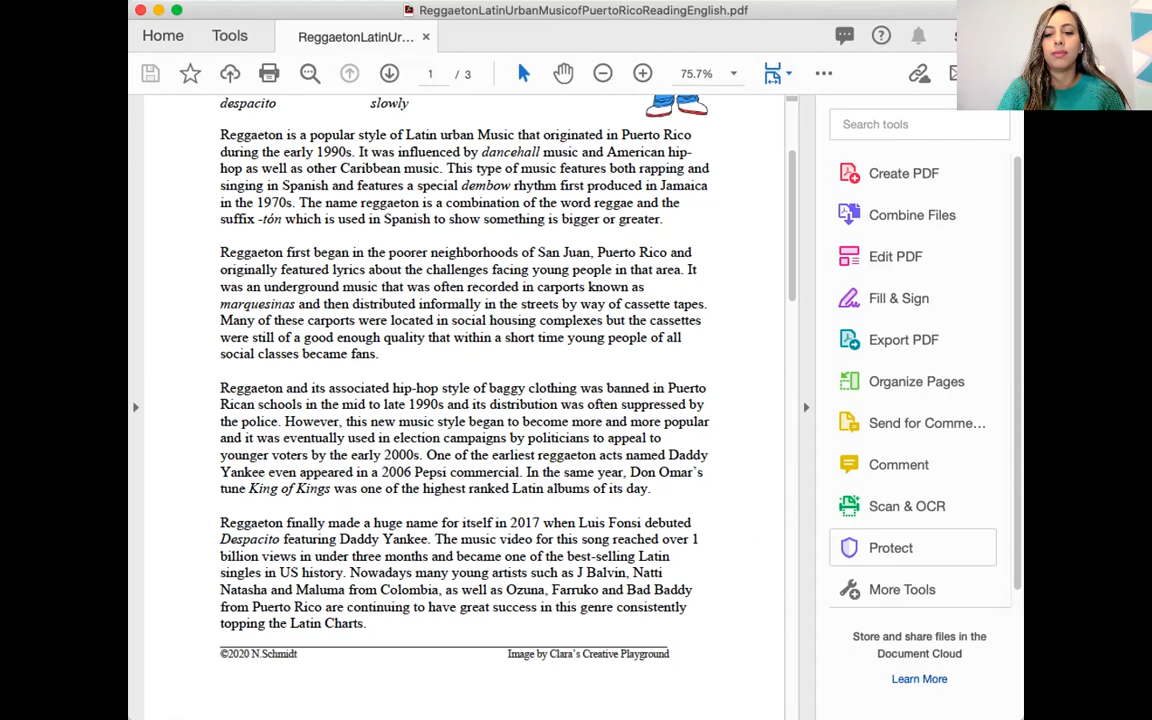 ReggaetonLatinUrbanMusicofPuertoRicoReadingEnglish.pdf
Home Tools ReggaetonLatinUr... ×
1 / 3 75.7%
despacito slowly
Reggaeton is a popular style of Latin urban Music that originated in Puerto Rico
during the early 1990s. It was influenced by dancehall music and American hip-
hop as well as other Caribbean music. This type of music features both rapping and
singing in Spanish and features a special dembow rhythm first produced in Jamaica
in the 1970s. The name reggaeton is a combination of the word reggae and the
suffix -tón which is used in Spanish to show something is bigger or greater.
Reggaeton first began in the poorer neighborhoods of San Juan, Puerto Rico and
originally featured lyrics about the challenges facing young people in that area. It
was an underground music that was often recorded in carports known as
marquesinas and then distributed informally in the streets by way of cassette tapes.
Many of these carports were located in social housing complexes but the cassettes
were still of a good enough quality that within a short time young people of all
social classes became fans.
Reggaeton and its associated hip-hop style of baggy clothing was banned in Puerto
Rican schools in the mid to late 1990s and its distribution was often suppressed by
the police. However, this new music style began to become more and more popular
and it was eventually used in election campaigns by politicians to appeal to
younger voters by the early 2000s. One of the earliest reggaeton acts named Daddy
Yankee even appeared in a 2006 Pepsi commercial. In the same year, Don Omar's
tune King of Kings was one of the highest ranked Latin albums of its day.
Reggaeton finally made a huge name for itself in 2017 when Luis Fonsi debuted
Despacito featuring Daddy Yankee. The music video for this song reached over 1
billion views in under three months and became one of the best-selling Latin
singles in US history. Nowadays many young artists such as J Balvin, Natti
Natasha and Maluma from Colombia, as well as Ozuna, Farruko and Bad Baddy
from Puerto Rico are continuing to have great success in this genre consistently
topping the Latin Charts.
©2020 N.Schmidt Image by Clara's Creative Playground
Search tools
Create PDF
Combine Files
Edit PDF
Fill & Sign
Export PDF
Organize Pages
Send for Comme...
Comment
Scan & OCR
Protect
More Tools
Store and share files in the
Document Cloud
Learn More